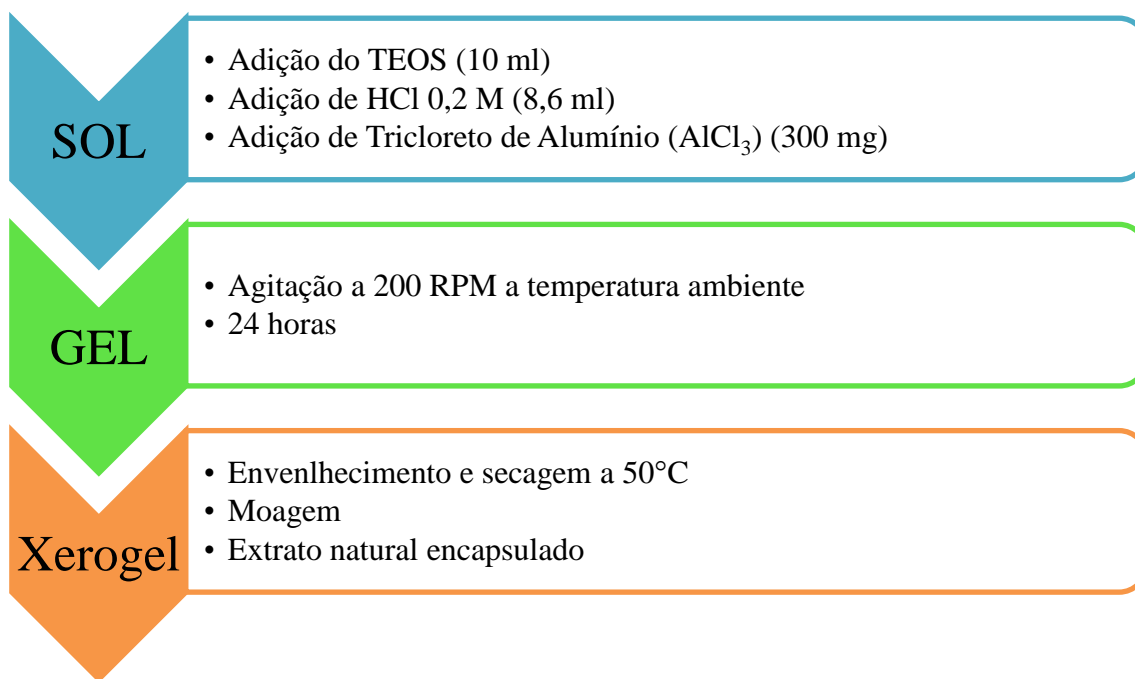 SOL
• Adição do TEOS (10 ml)
• Adição de HCl 0,2 M (8,6 ml)
• Adição de Tricloreto de Alumínio (AlCl₃) (300 mg)
GEL
• Agitação a 200 RPM a temperatura ambiente
• 24 horas
Xerogel
• Envenlhecimento e secagem a 50°C
• Moagem
• Extrato natural encapsulado